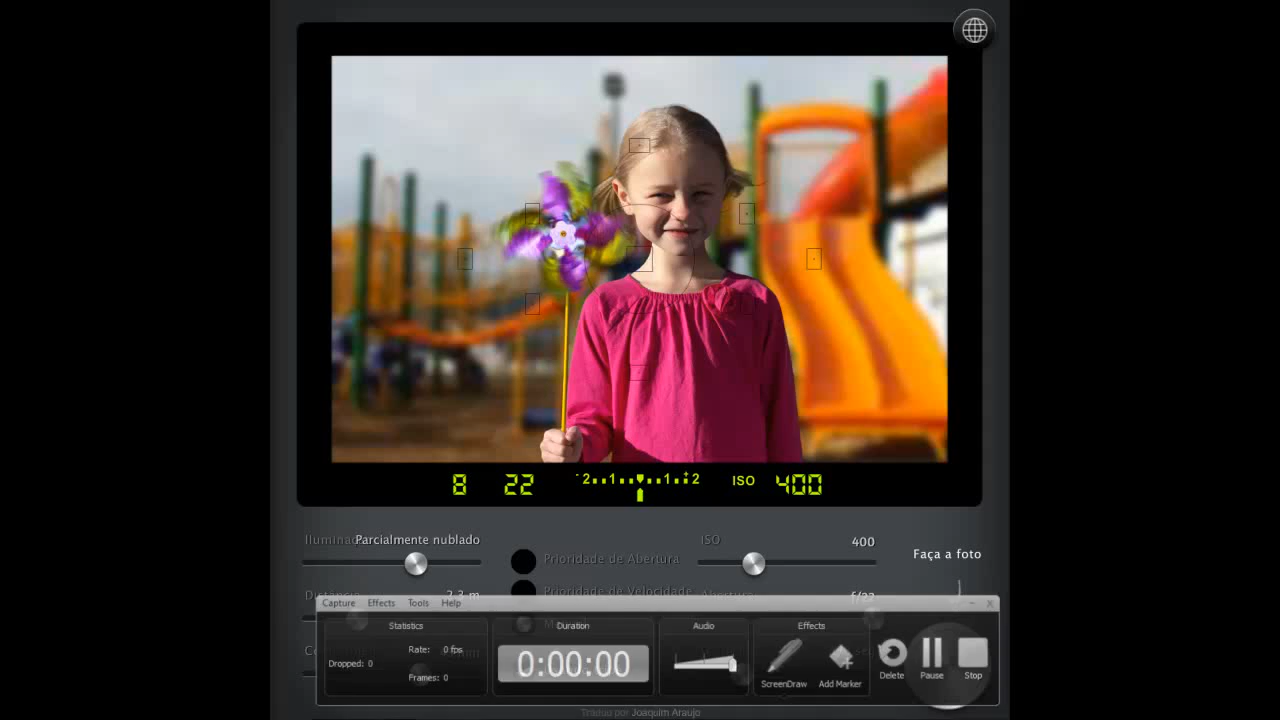 8 22 -2 1 1 +2 ISO 400
Parcialmente nublado
Prioridade de Abertura
ISO 400
Faça a foto
Prioridade de Velocidade
Capture Effects Tools Help
Statistics
Dropped: 0
Rate: 0 fps
Frames: 0
Duration
0:00:00
Audio
Effects
ScreenDraw Add Marker
Delete Pause Stop
por Joaquim Araujo